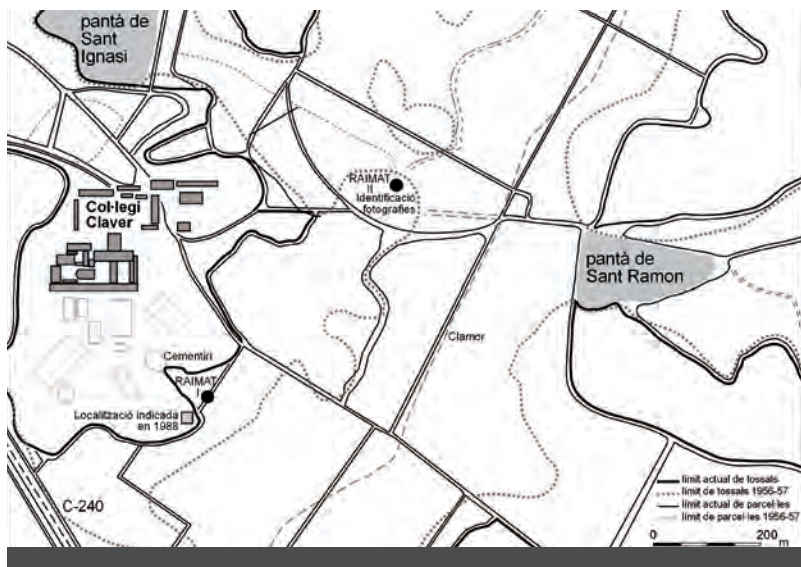 pantà de
Sant
Ignasi
RAIMAT
II
Identificació
fotografies
Col·legi
Claver
pantà de
Sant Ramon
Clamor
Cementiri
RAIMAT
I
Localització indicada
en 1988
C-240
límit actual de tossals
límit de tossals 1956-57
límit actual de parcel·les
límit de parcel·les 1956-57
0 200
m